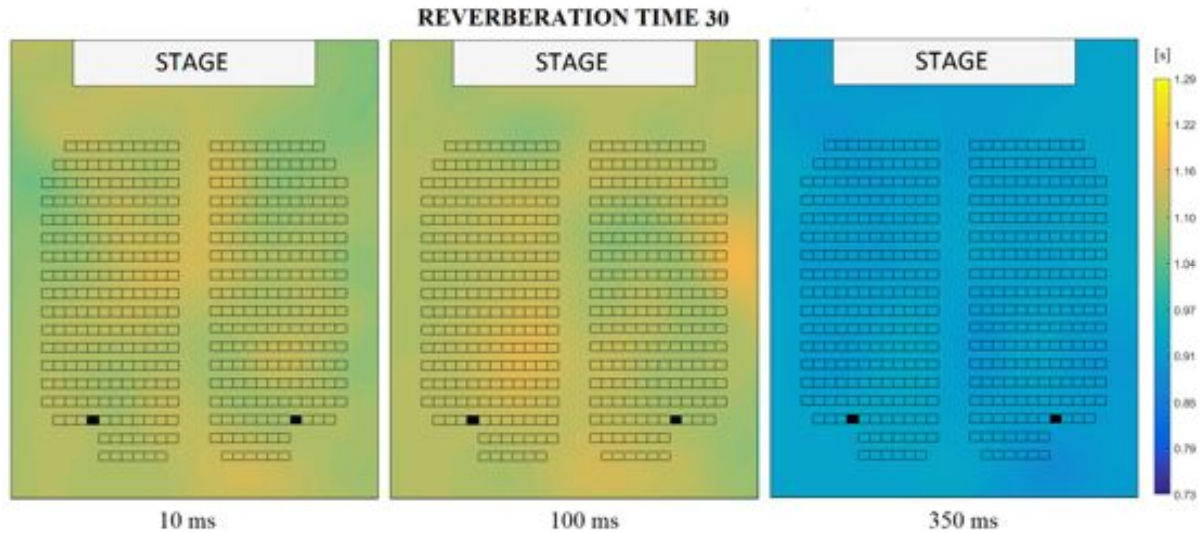 REVERBERATION TIME 30
STAGE
STAGE
STAGE
[s]
1.29
1.22
1.16
1.10
1.04
0.97
0.91
0.85
0.79
0.73
10 ms
100 ms
350 ms